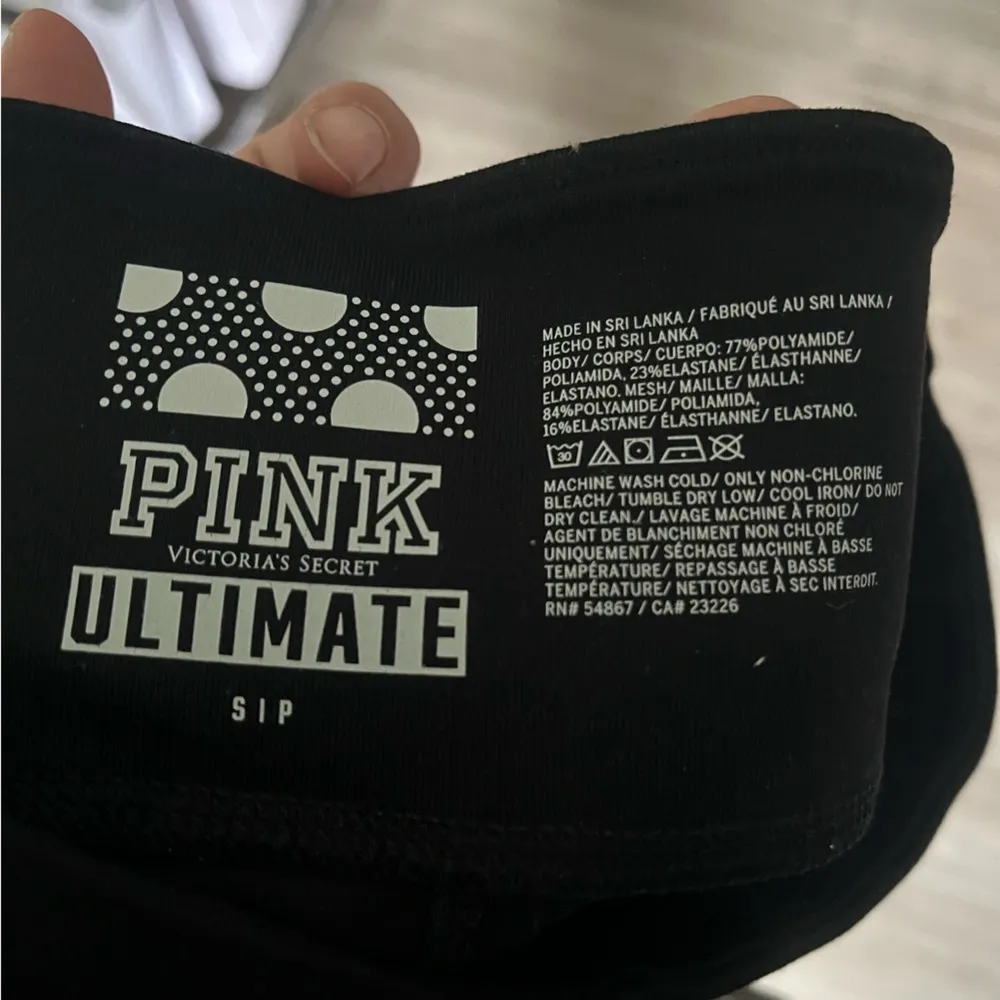 PINK
VICTORIA'S SECRET
ULTIMATE
S | P
MADE IN SRI LANKA / FABRIQUÉ AU SRI LANKA /
HECHO EN SRI LANKA
BODY/ CORPS/ CUERPO: 77%POLYAMIDE/
POLIAMIDA, 23%ELASTANE/ ÉLASTHANNE/
ELASTANO. MESH/ MAILLE/ MALLA:
84%POLYAMIDE/ POLIAMIDA,
16%ELASTANE/ ÉLASTHANNE/ ELASTANO.
30
MACHINE WASH COLD/ ONLY NON-CHLORINE
BLEACH/ TUMBLE DRY LOW/ COOL IRON/ DO NOT
DRY CLEAN./ LAVAGE MACHINE À FROID/
AGENT DE BLANCHIMENT NON CHLORÉ
UNIQUEMENT/ SÉCHAGE MACHINE À BASSE
TEMPÉRATURE/ REPASSAGE À BASSE
TEMPÉRATURE/ NETTOYAGE À SEC INTERDIT.
RN# 54867 / CA# 23226